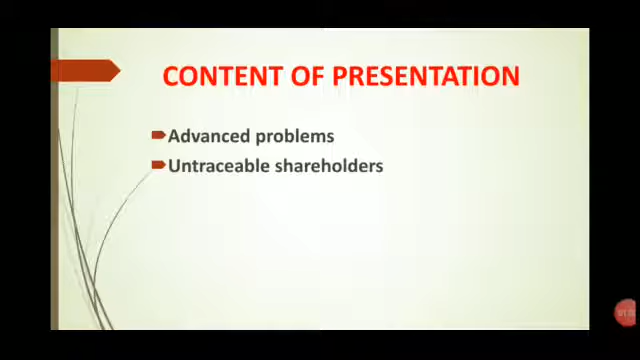 CONTENT OF PRESENTATION
Advanced problems
Untraceable shareholders